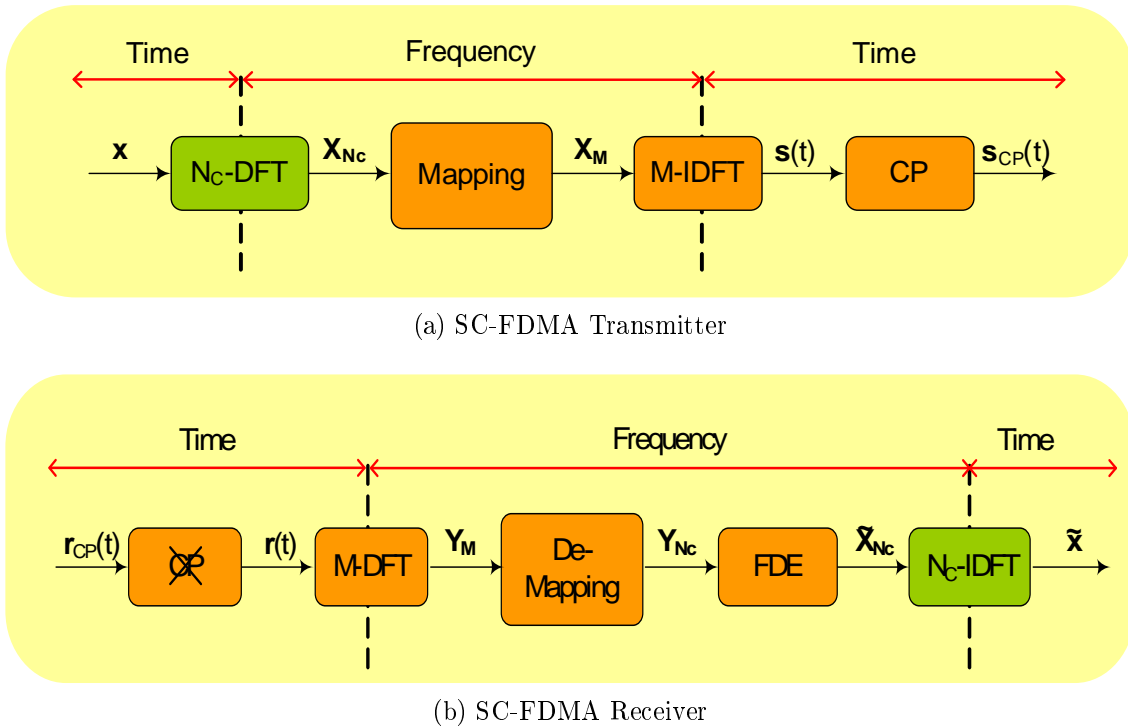 Time Frequency Time
x N_C-DFT X_Nc Mapping X_M M-IDFT s(t) CP s_CP(t)
(a) SC-FDMA Transmitter
Time Frequency Time
r_CP(t) CP r(t) M-DFT Y_M De-Mapping Y_Nc FDE X̃_Nc N_C-IDFT x̃
(b) SC-FDMA Receiver